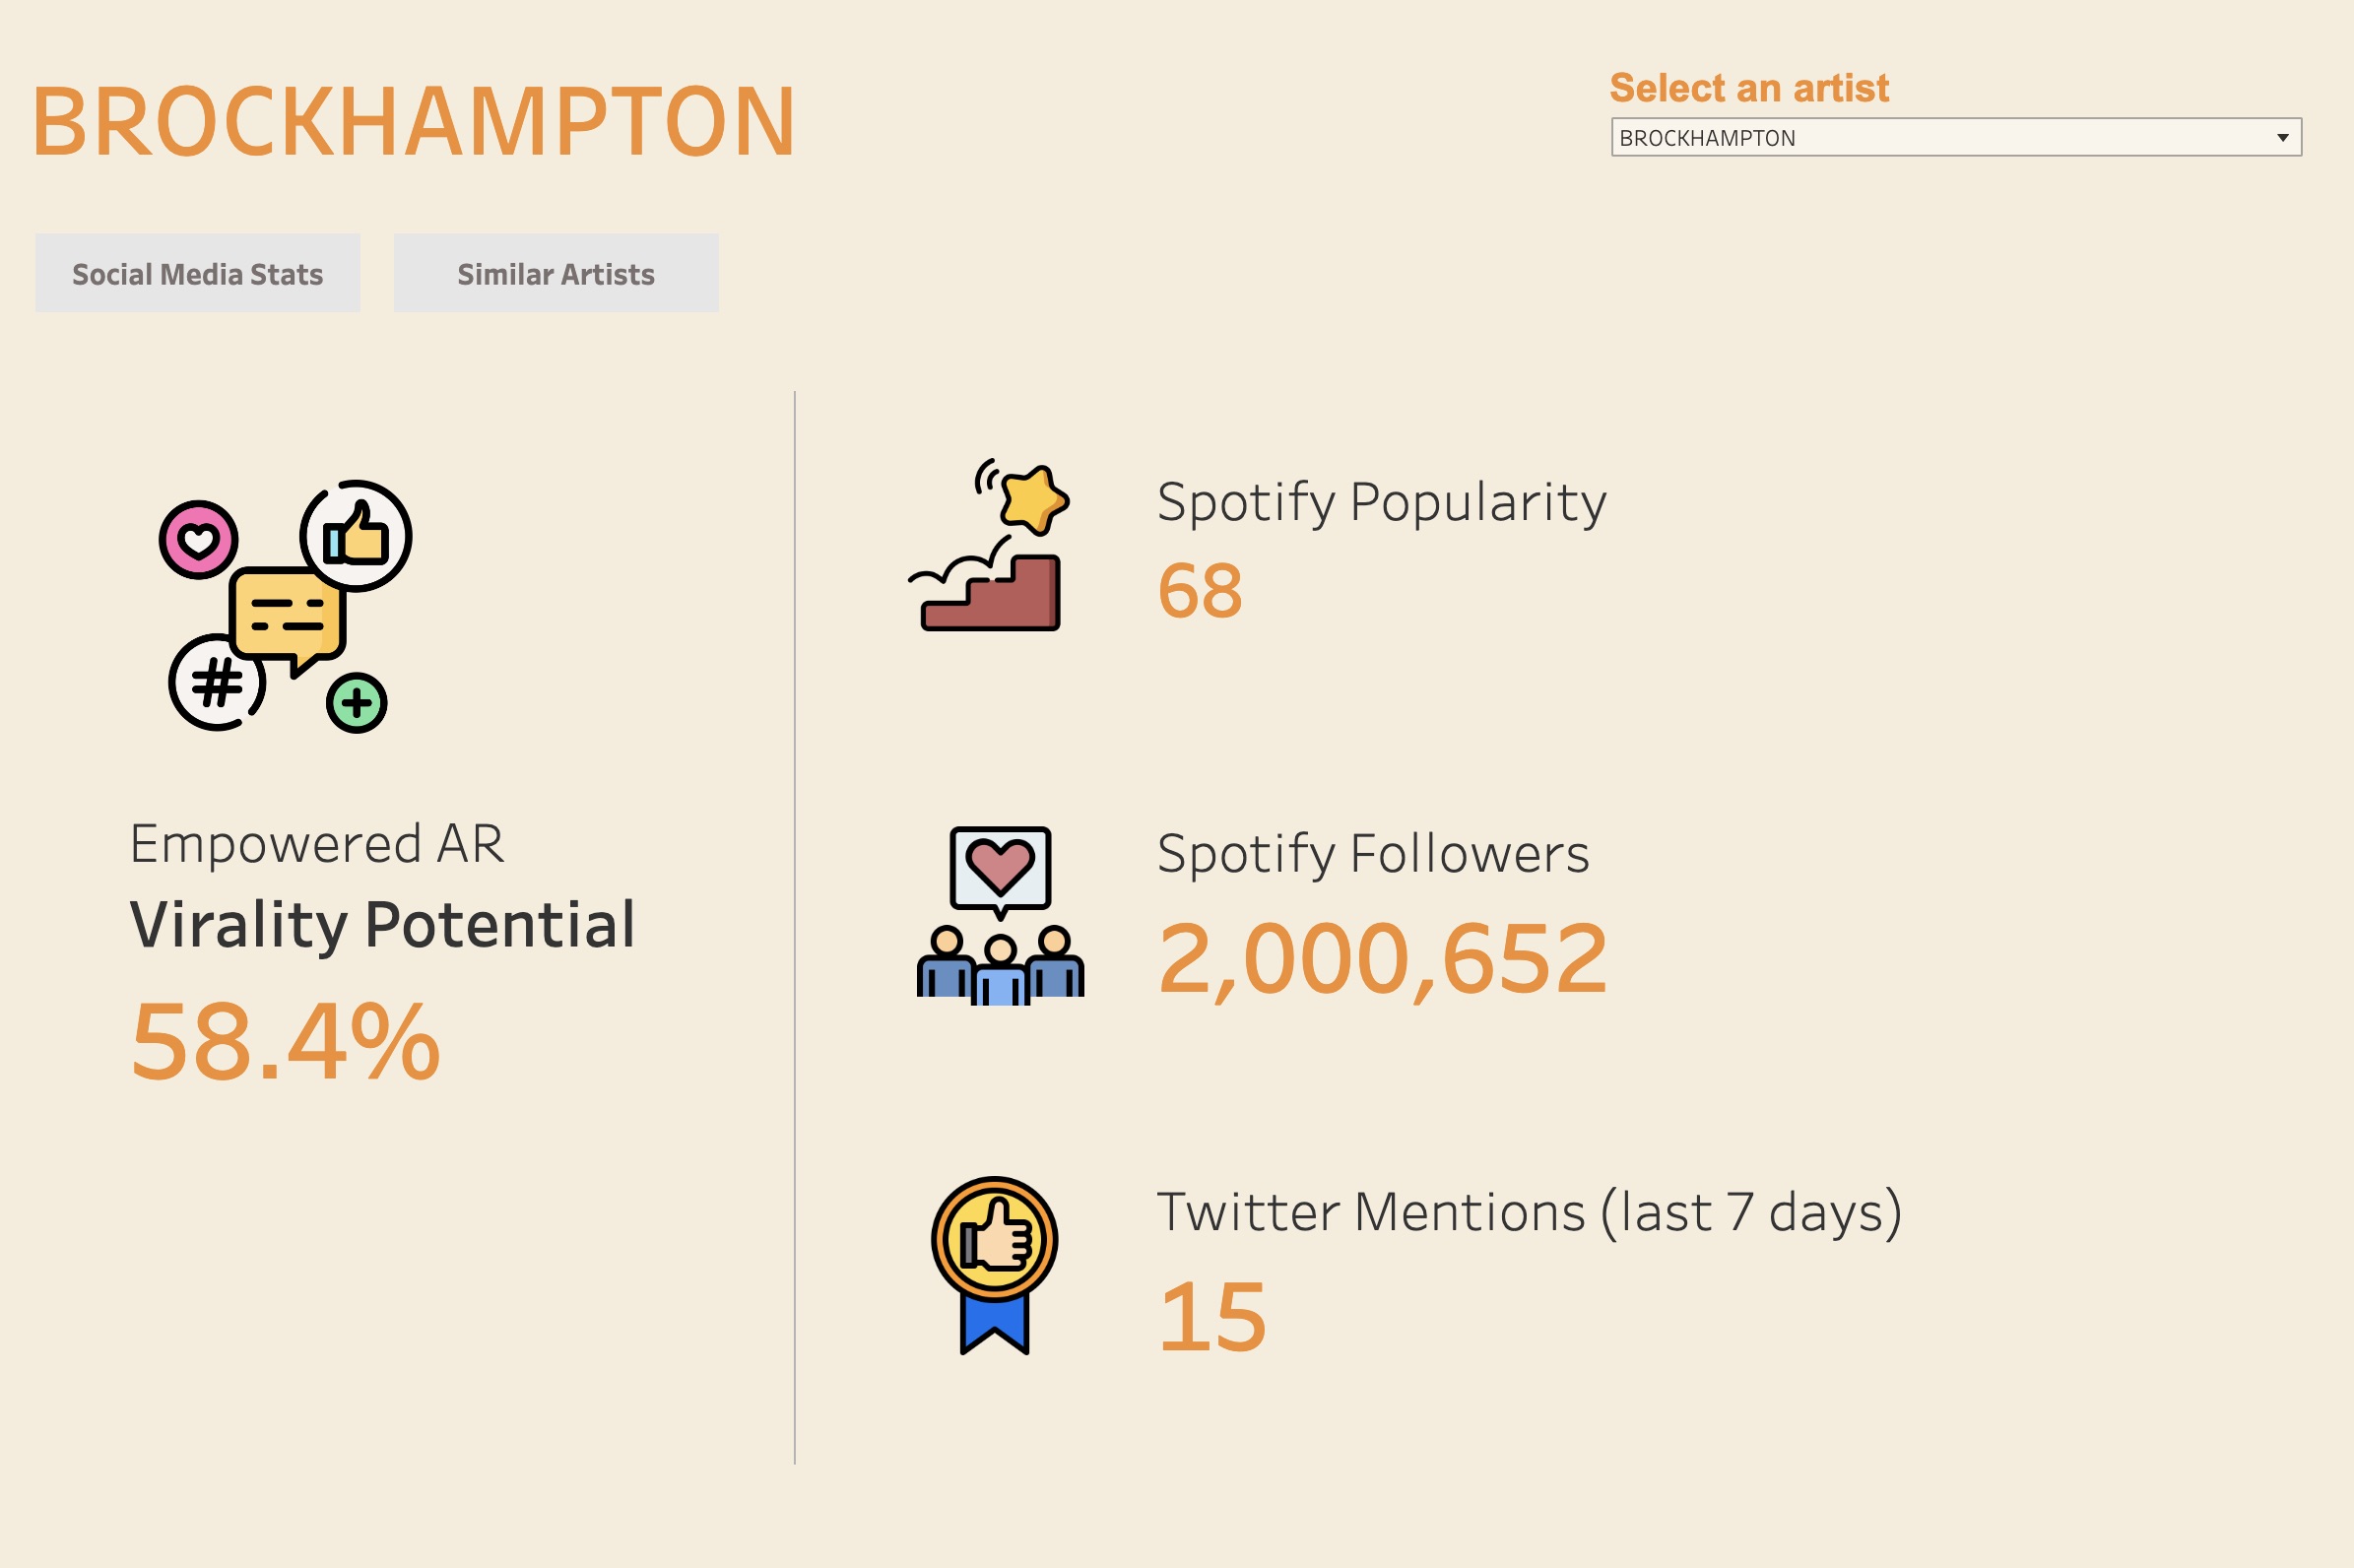 BROCKHAMPTON
Select an artist
BROCKHAMPTON
Social Media Stats
Similar Artists
Empowered AR
Virality Potential
58.4%
Spotify Popularity
68
Spotify Followers
2,000,652
Twitter Mentions (last 7 days)
15